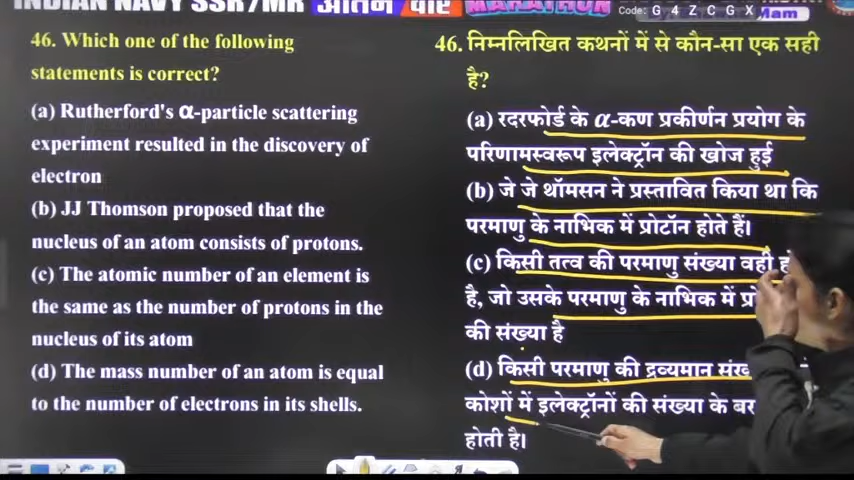 INDIAN NAVY SSR/MR अंतिम वार MARATHON Code: G 4 Z C G X Mam
46. Which one of the following
statements is correct?
(a) Rutherford's α-particle scattering
experiment resulted in the discovery of
electron
(b) JJ Thomson proposed that the
nucleus of an atom consists of protons.
(c) The atomic number of an element is
the same as the number of protons in the
nucleus of its atom
(d) The mass number of an atom is equal
to the number of electrons in its shells.
46. निम्नलिखित कथनों में से कौन-सा एक सही
है?
(a) रदरफोर्ड के α-कण प्रकीर्णन प्रयोग के
परिणामस्वरूप इलेक्ट्रॉन की खोज हुई
(b) जे जे थॉमसन ने प्रस्तावित किया था कि
परमाणु के नाभिक में प्रोटॉन होते हैं।
(c) किसी तत्व की परमाणु संख्या वही
है, जो उसके परमाणु के नाभिक में
की संख्या है
(d) किसी परमाणु की द्रव्यमान
कोशों में इलेक्ट्रॉनों की संख्या के
होती है।